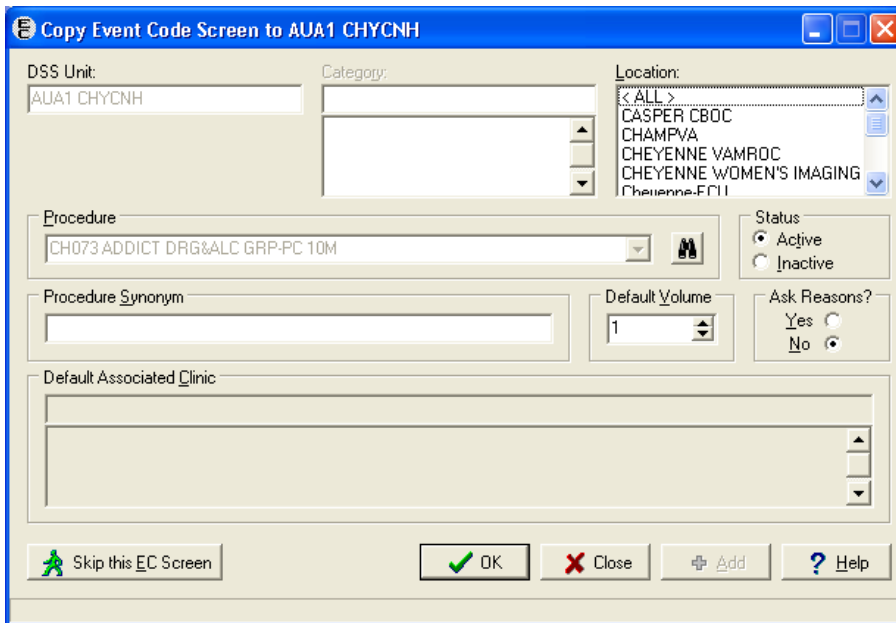 Copy Event Code Screen to AUA1 CHYCNH
DSS Unit:
AUA1 CHYCNH
Category:
Location:
< ALL >
CASPER CBOC
CHAMPVA
CHEYENNE VAMROC
CHEYENNE WOMEN'S IMAGING
Cheyenne-ECU
Procedure
CH073 ADDICT DRG&ALC GRP-PC 10M
Status
Active
Inactive
Procedure Synonym
Default Volume
1
Ask Reasons?
Yes
No
Default Associated Clinic
Skip this EC Screen
OK
Close
Add
? Help